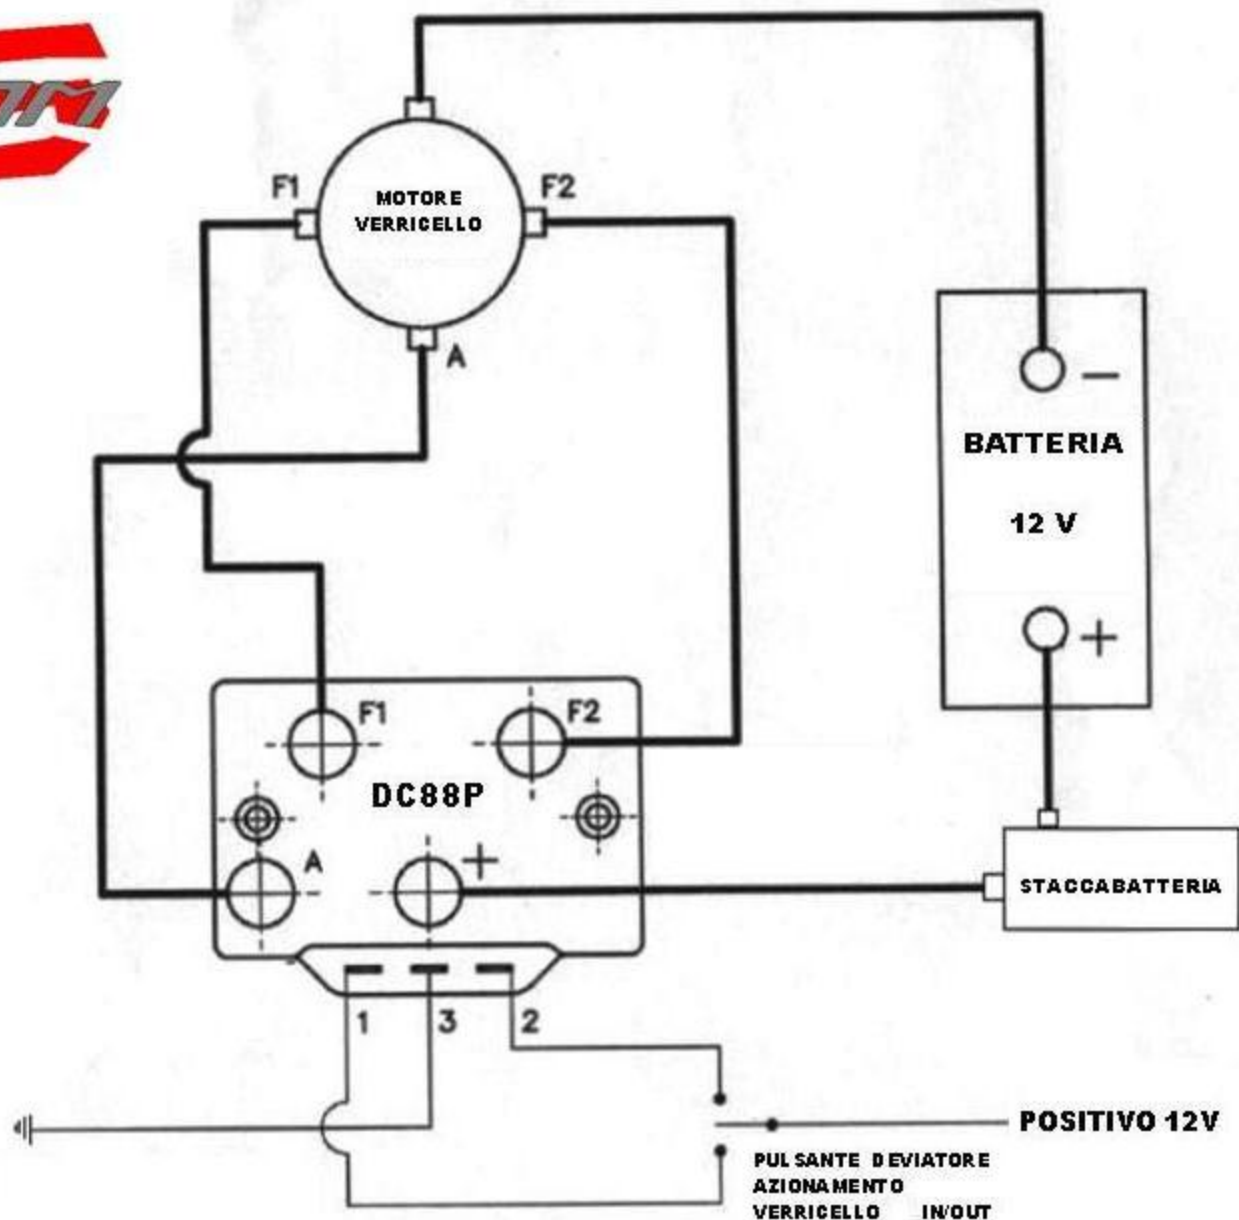 F1
F2
MOTORE
VERRICELLO
A
−
BATTERIA
12 V
+
F1
F2
DC88P
A
+
STACCABATTERIA
1
3
2
POSITIVO 12V
PULSANTE DEVIATORE
AZIONAMENTO
VERRICELLO IN/OUT